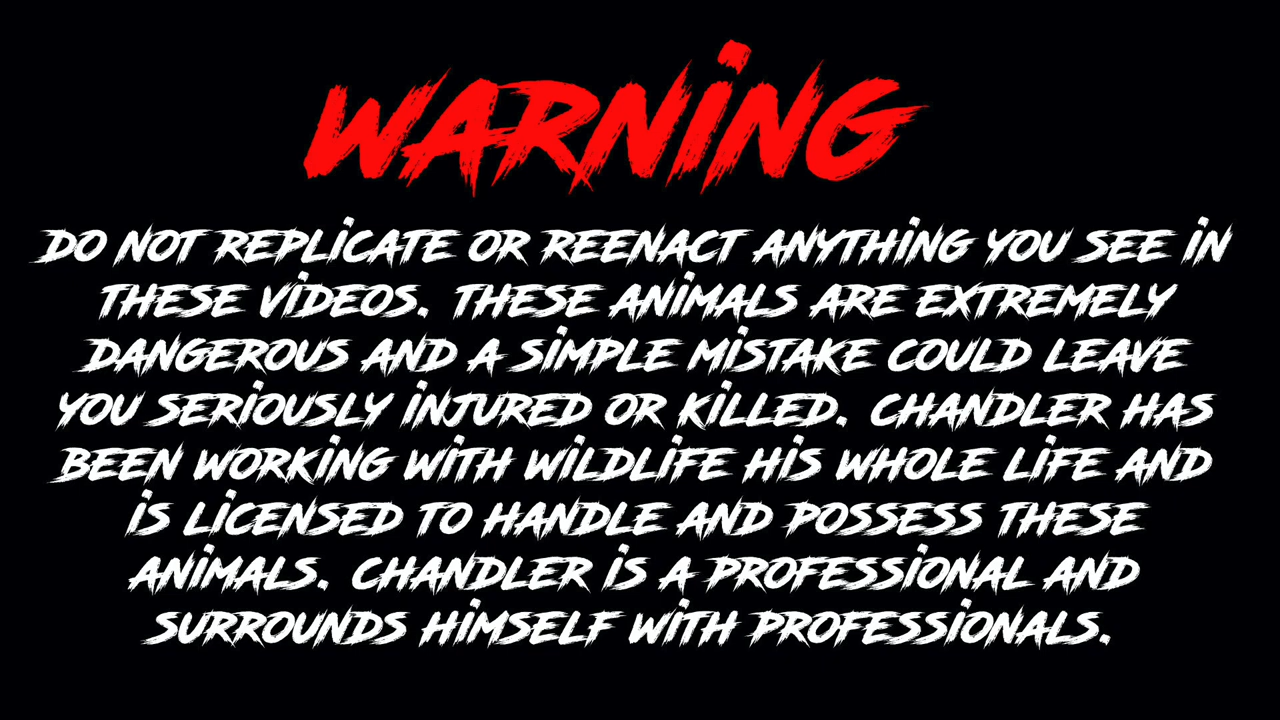 WARNiNG
DO NOT REPLiCATE OR REENACT ANYTHiNG YOU SEE iN
THESE ViDEOS. THESE ANiMALS ARE EXTREMELY
DANGEROUS AND A SiMPLE MiSTAKE COULD LEAVE
YOU SERiOUSLY iNJURED OR KiLLED. CHANDLER HAS
BEEN WORKiNG WiTH WiLDLiFE HiS WHOLE LiFE AND
iS LiCENSED TO HANDLE AND POSSESS THESE
ANiMALS. CHANDLER iS A PROFESSiONAL AND
SURROUNDS HiMSELF WiTH PROFESSiONALS.